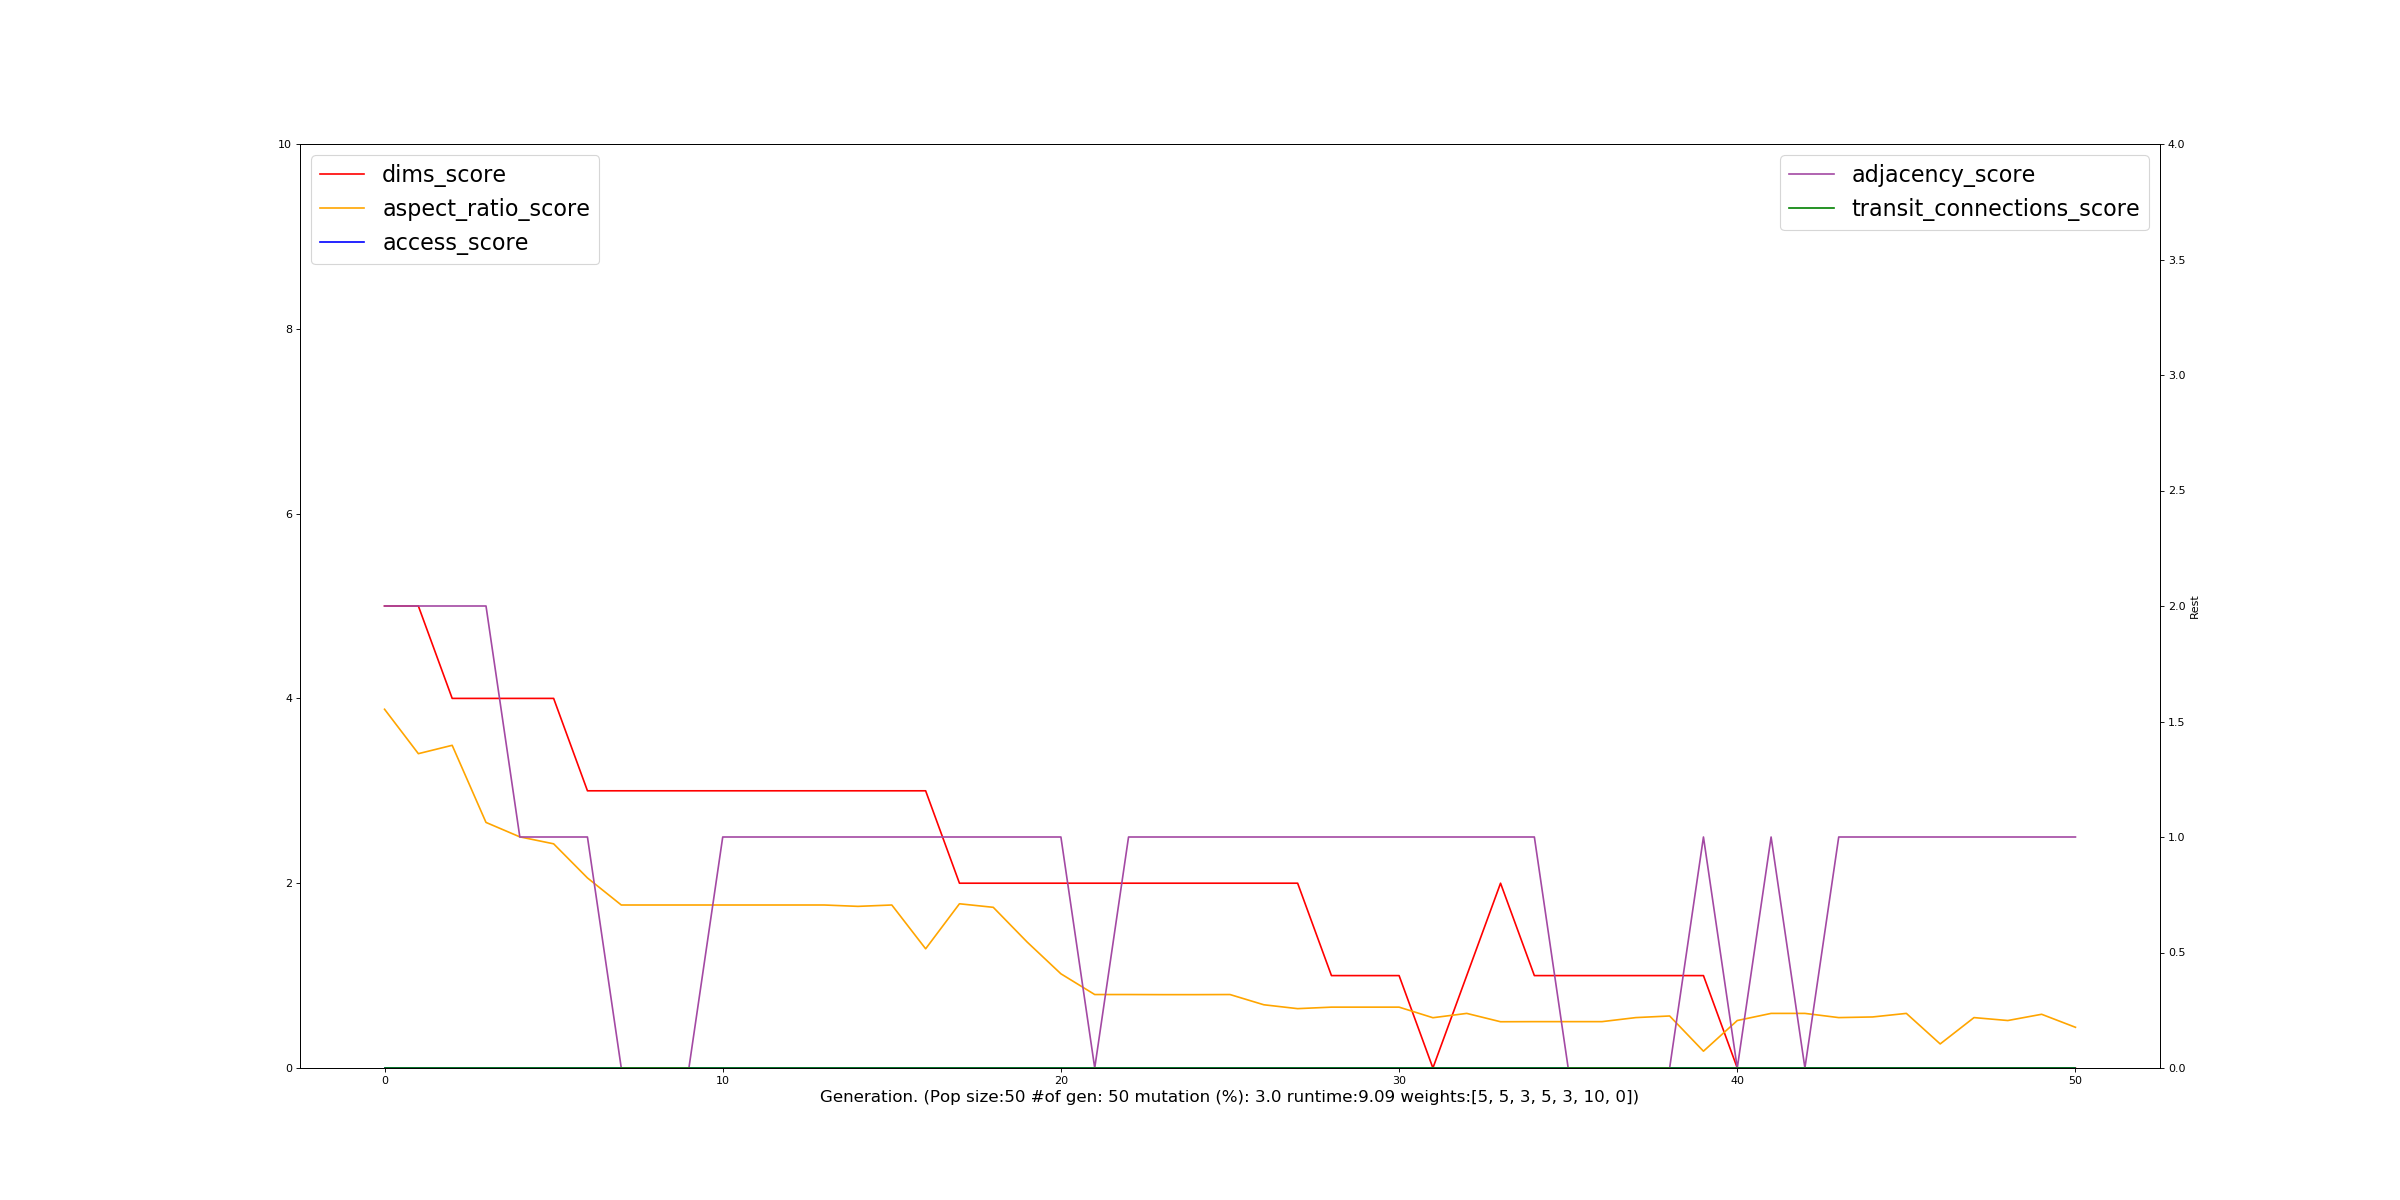 10
8
6
4
2
0
dims_score
aspect_ratio_score
access_score
adjacency_score
transit_connections_score
4.0
3.5
3.0
2.5
2.0
1.5
1.0
0.5
0.0
Rest
0 10 20 30 40 50
Generation. (Pop size:50 #of gen: 50 mutation (%): 3.0 runtime:9.09 weights:[5, 5, 3, 5, 3, 10, 0])